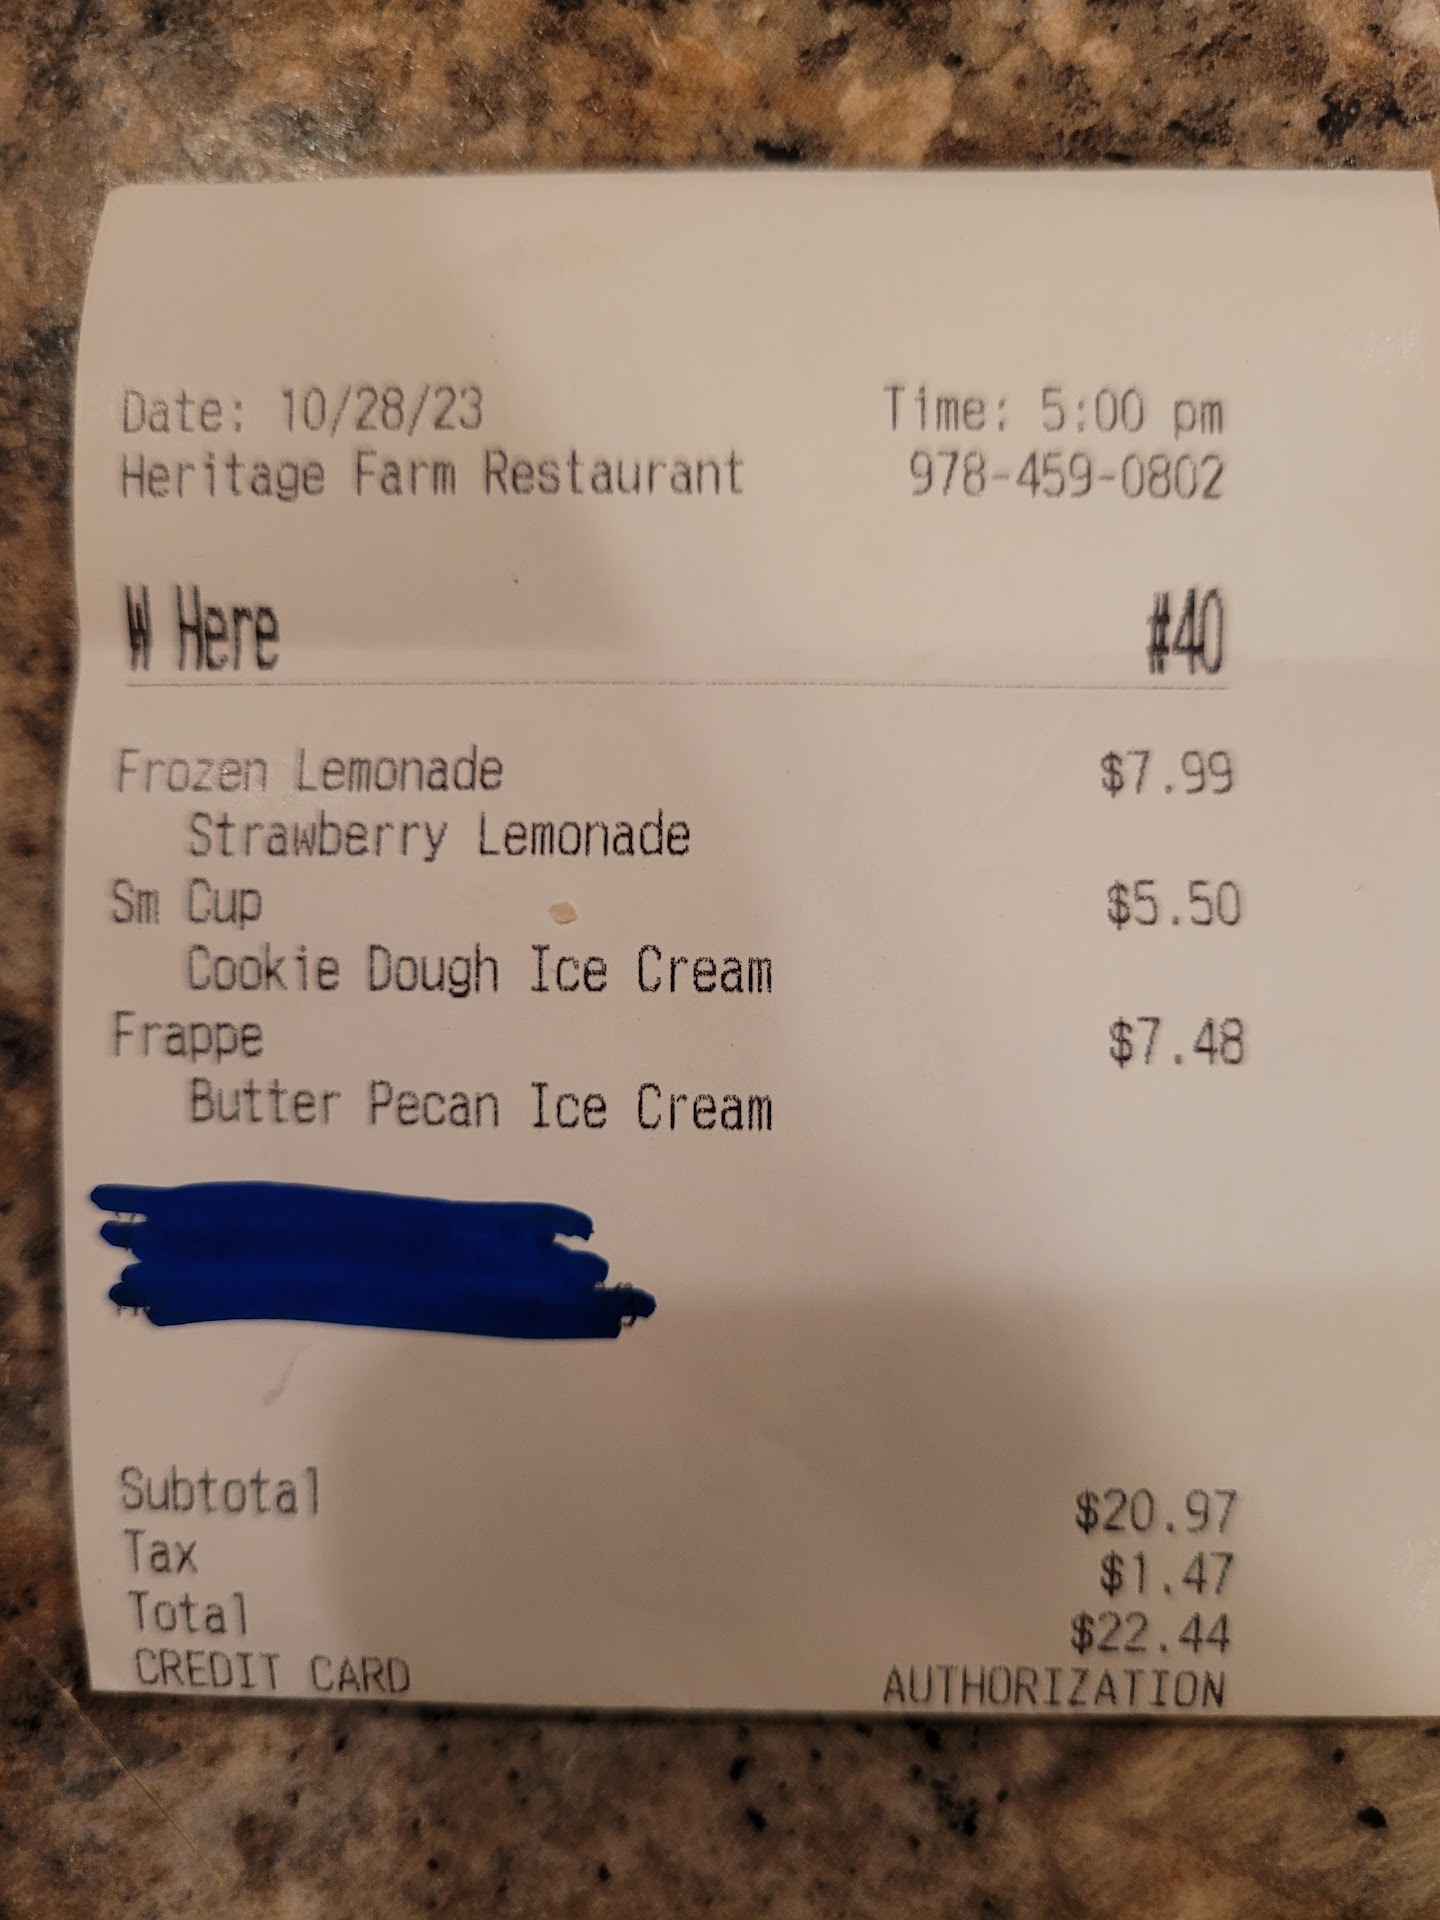 Date: 10/28/23 Time: 5:00 pm
Heritage Farm Restaurant 978-459-0802
W Here #40
Frozen Lemonade $7.99
Strawberry Lemonade
Sm Cup $5.50
Cookie Dough Ice Cream
Frappe $7.48
Butter Pecan Ice Cream
Subtotal $20.97
Tax $1.47
Total $22.44
CREDIT CARD AUTHORIZATION